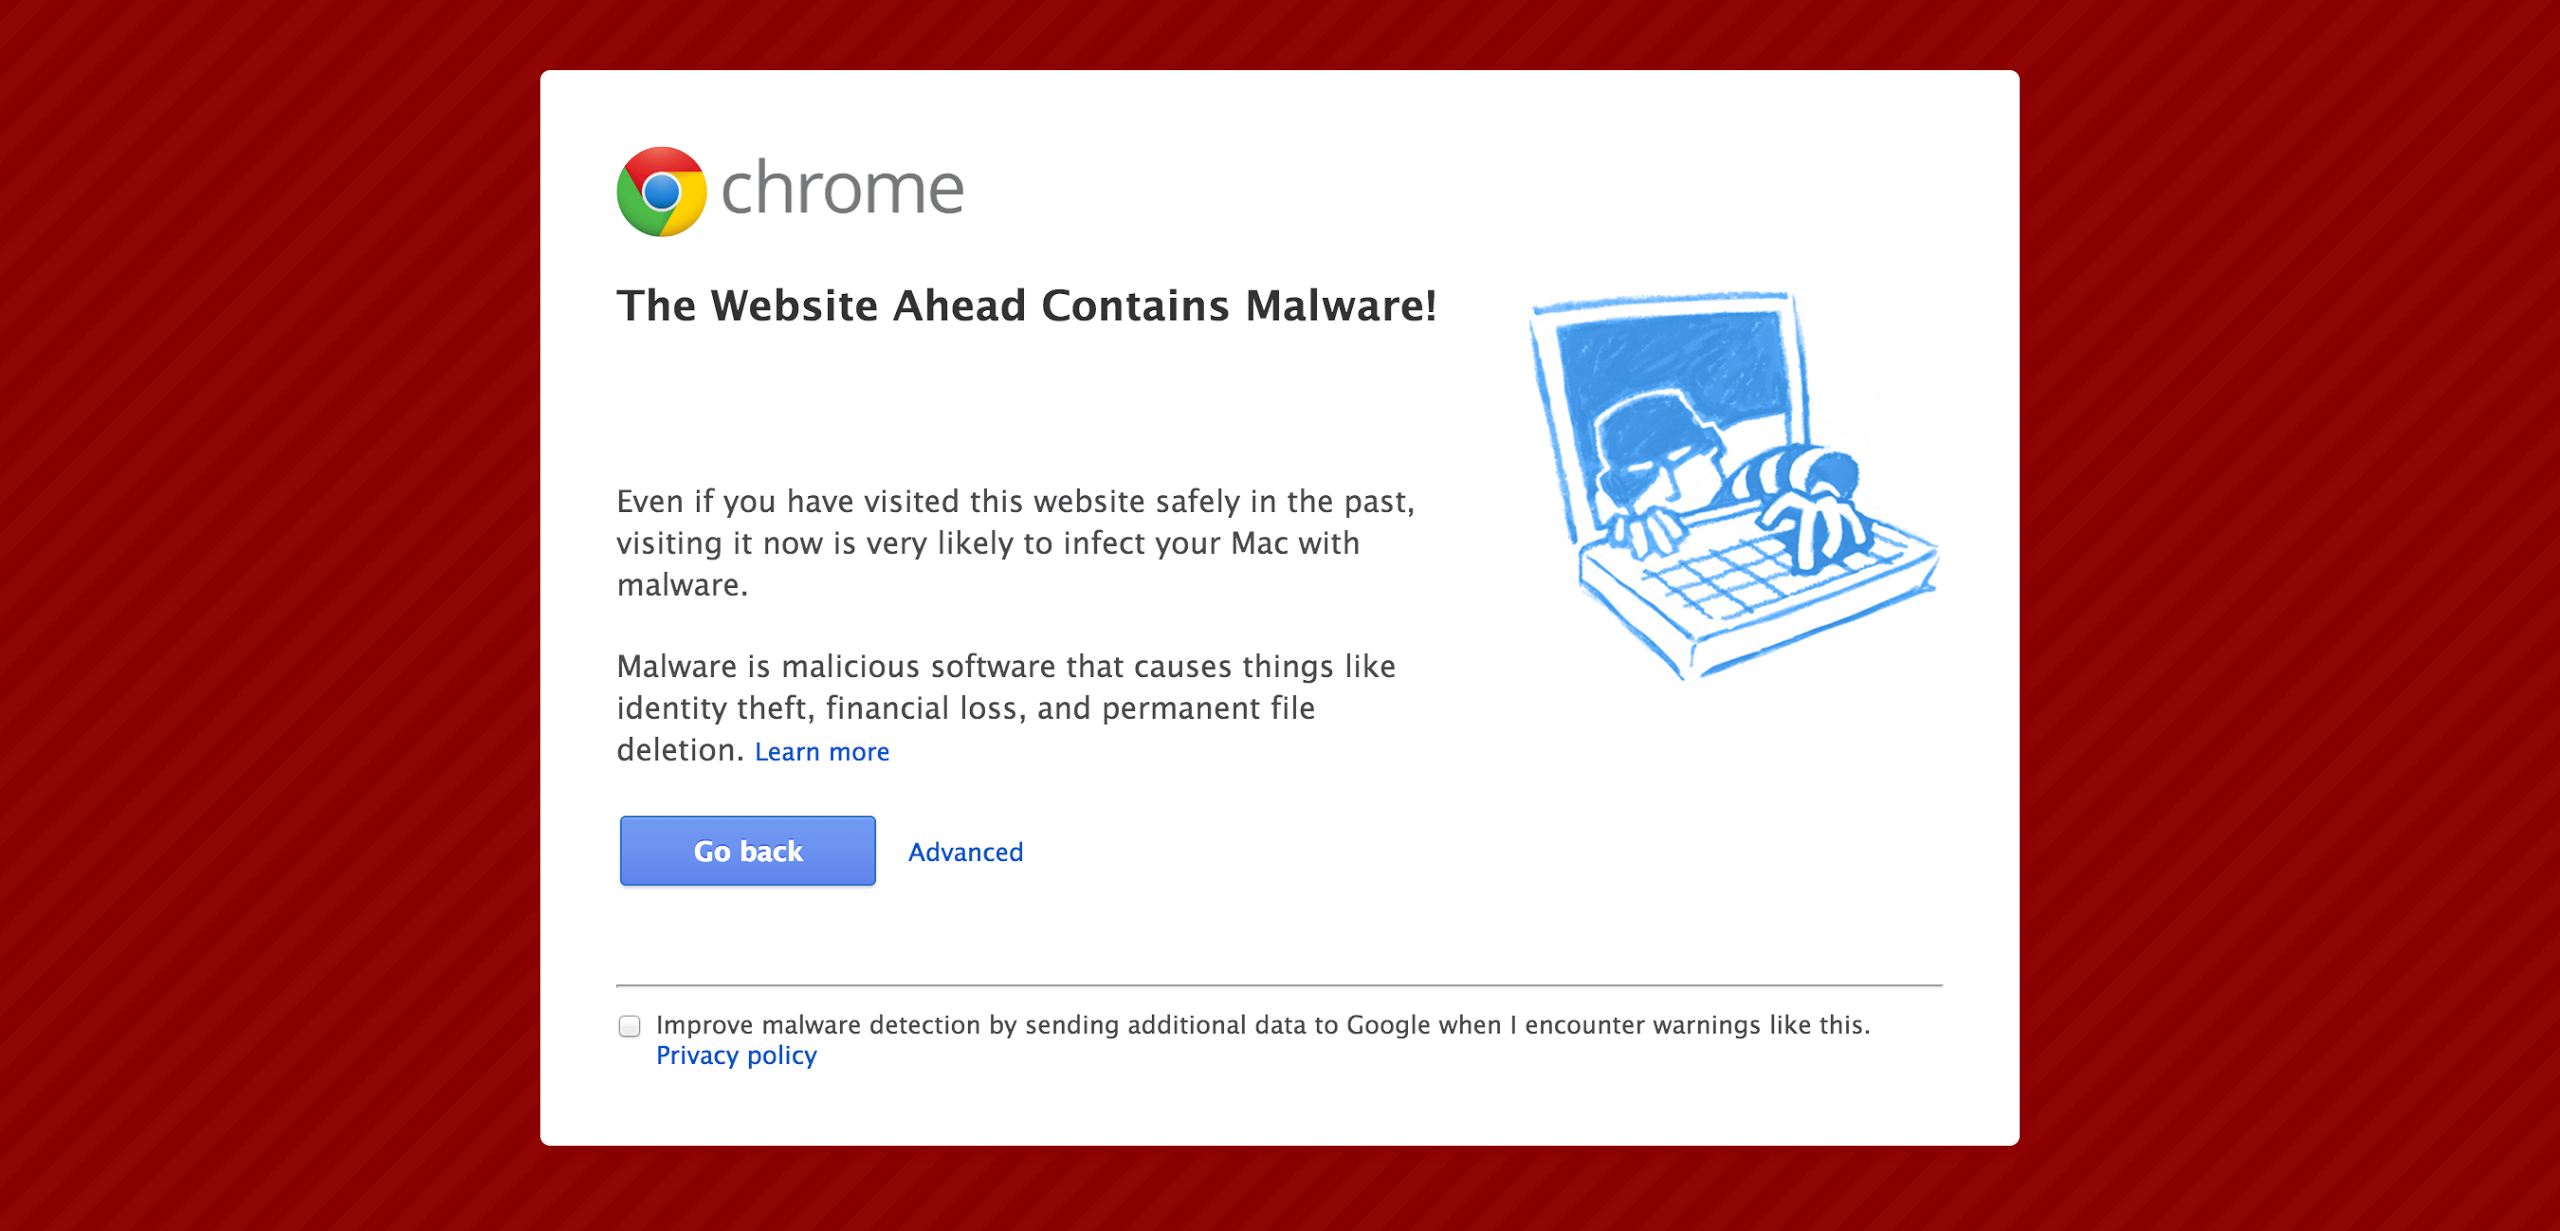 chrome
The Website Ahead Contains Malware!
Even if you have visited this website safely in the past,
visiting it now is very likely to infect your Mac with
malware.
Malware is malicious software that causes things like
identity theft, financial loss, and permanent file
deletion. Learn more
Go back Advanced
Improve malware detection by sending additional data to Google when I encounter warnings like this.
Privacy policy